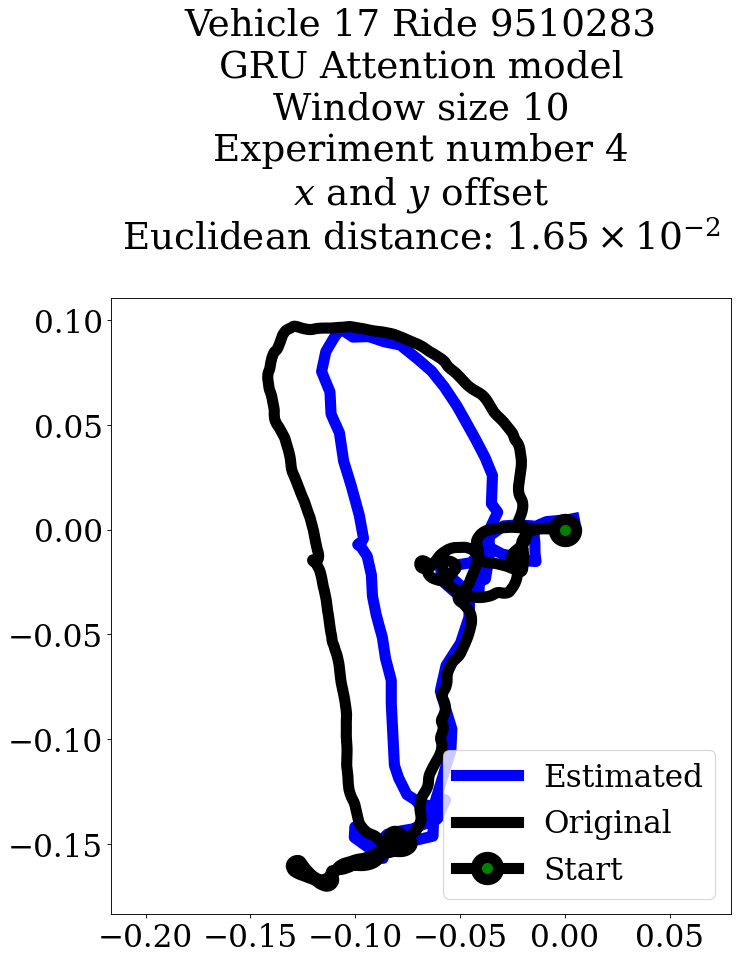 Vehicle 17 Ride 9510283
GRU Attention model
Window size 10
Experiment number 4
x and y offset
Euclidean distance: 1.65 × 10⁻²
0.10
0.05
0.00
−0.05
−0.10
−0.15
Estimated
Original
Start
−0.20 −0.15 −0.10 −0.05 0.00 0.05